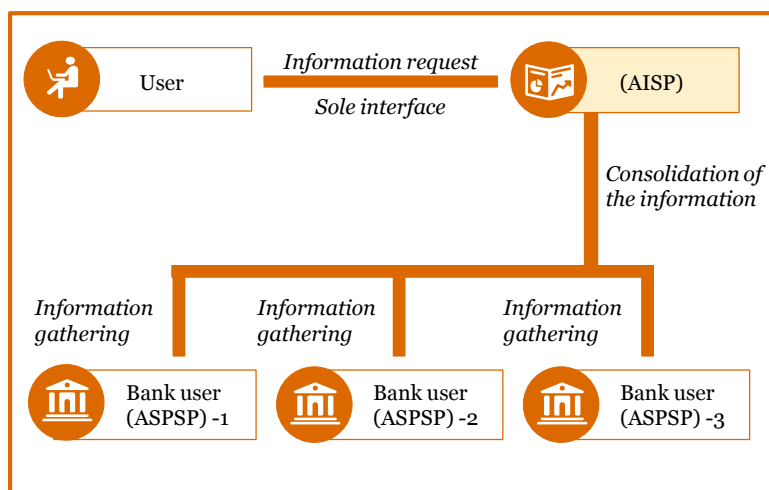 User
Information request
Sole interface
(AISP)
Consolidation of
the information
Information
gathering
Information
gathering
Information
gathering
Bank user
(ASPSP) -1
Bank user
(ASPSP) -2
Bank user
(ASPSP) -3